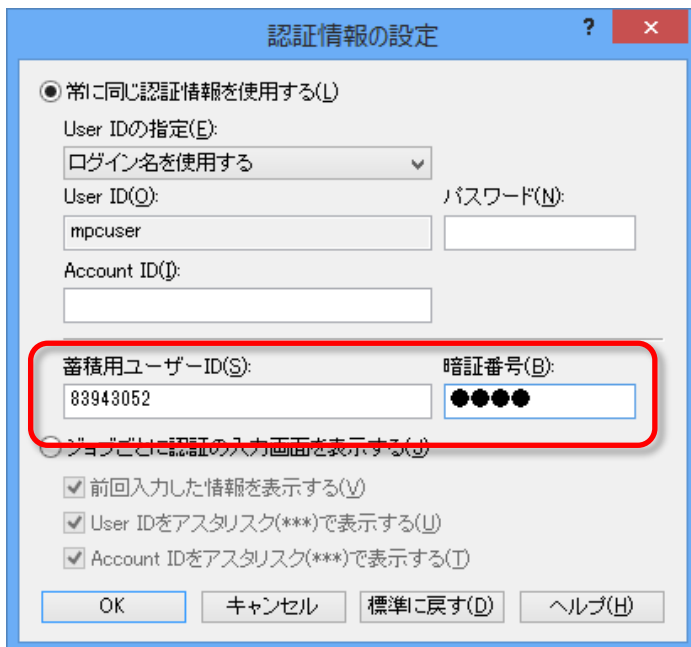 認証情報の設定
?
×
常に同じ認証情報を使用する(L)
User IDの指定(E):
ログイン名を使用する
User ID(O):
パスワード(N):
mpcuser
Account ID(I):
蓄積用ユーザーID(S):
暗証番号(B):
83943052
●●●●
ジョブごとに認証の入力画面を表示する(J)
前回入力した情報を表示する(V)
User IDをアスタリスク(***)で表示する(U)
Account IDをアスタリスク(***)で表示する(T)
OK
キャンセル
標準に戻す(D)
ヘルプ(H)